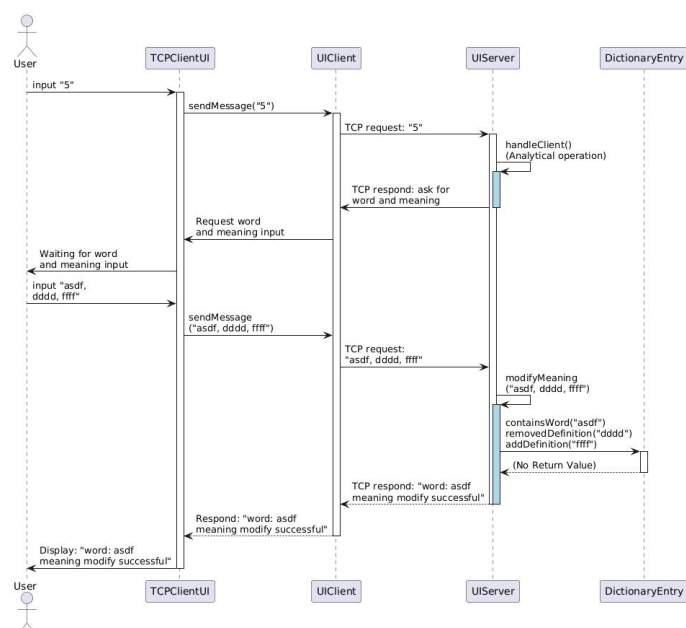 User
TCPClientUI
UIClient
UIServer
DictionaryEntry
input "5"
sendMessage("5")
TCP request: "5"
handleClient()
(Analytical operation)
TCP respond: ask for
word and meaning
Request word
and meaning input
Waiting for word
and meaning input
input "asdf,
dddd, ffff"
sendMessage
("asdf, dddd, ffff")
TCP request:
"asdf, dddd, ffff"
modifyMeaning
("asdf, dddd, ffff")
containsWord("asdf")
removedDefinition("dddd")
addDefinition("ffff")
(No Return Value)
TCP respond: "word: asdf
meaning modify successful"
Respond: "word: asdf
meaning modify successful"
Display: "word: asdf
meaning modify successful"
User
TCPClientUI
UIClient
UIServer
DictionaryEntry